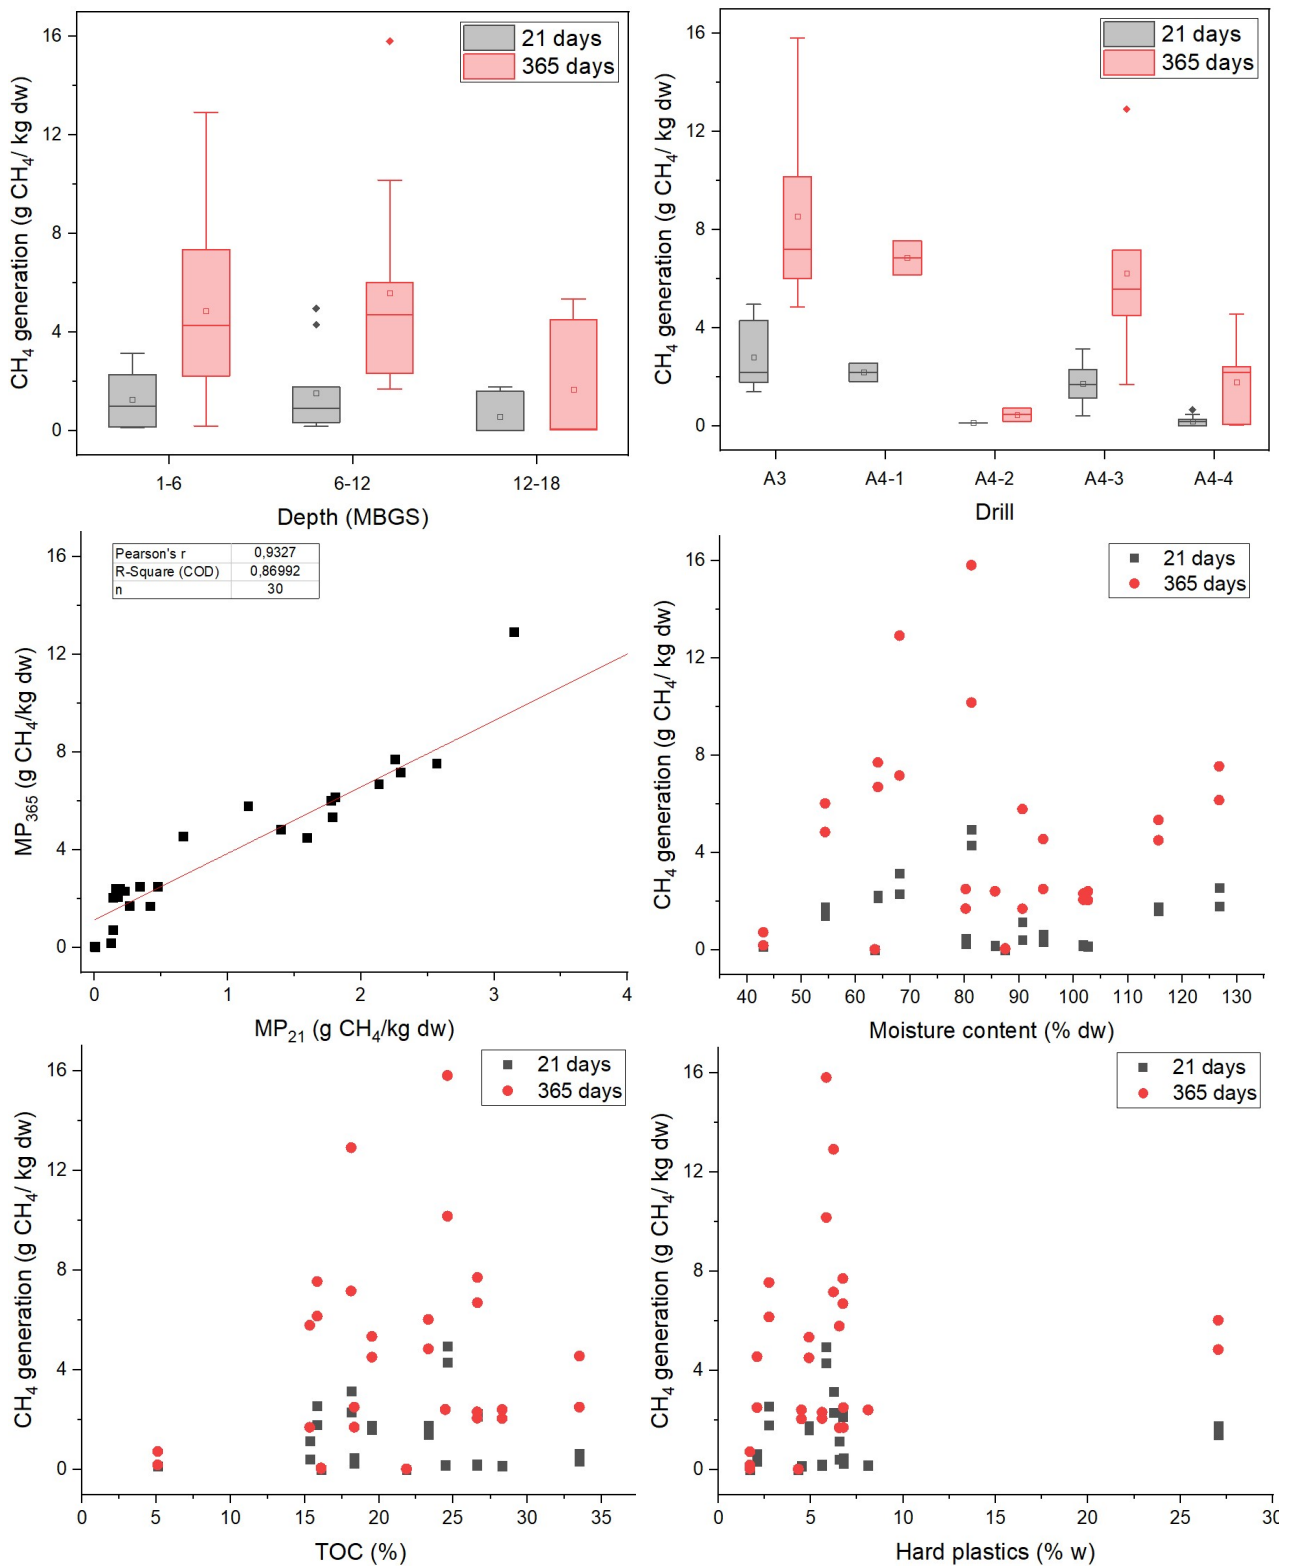 CH4 generation (g CH4/ kg dw)
16
12
8
4
0
21 days
365 days
1-6
6-12
12-18
Depth (MBGS)
CH4 generation (g CH4/ kg dw)
16
12
8
4
0
21 days
365 days
A3
A4-1
A4-2
A4-3
A4-4
Drill
MP365 (g CH4/kg dw)
16
12
8
4
0
Pearson's r 0,9327
R-Square (COD) 0,86992
n 30
0 1 2 3 4
MP21 (g CH4/kg dw)
CH4 generation (g CH4/ kg dw)
16
12
8
4
0
21 days
365 days
40 50 60 70 80 90 100 110 120 130
Moisture content (% dw)
CH4 generation (g CH4/ kg dw)
16
12
8
4
0
21 days
365 days
0 5 10 15 20 25 30 35
TOC (%)
CH4 generation (g CH4/ kg dw)
16
12
8
4
0
21 days
365 days
0 5 10 15 20 25 30
Hard plastics (% w)